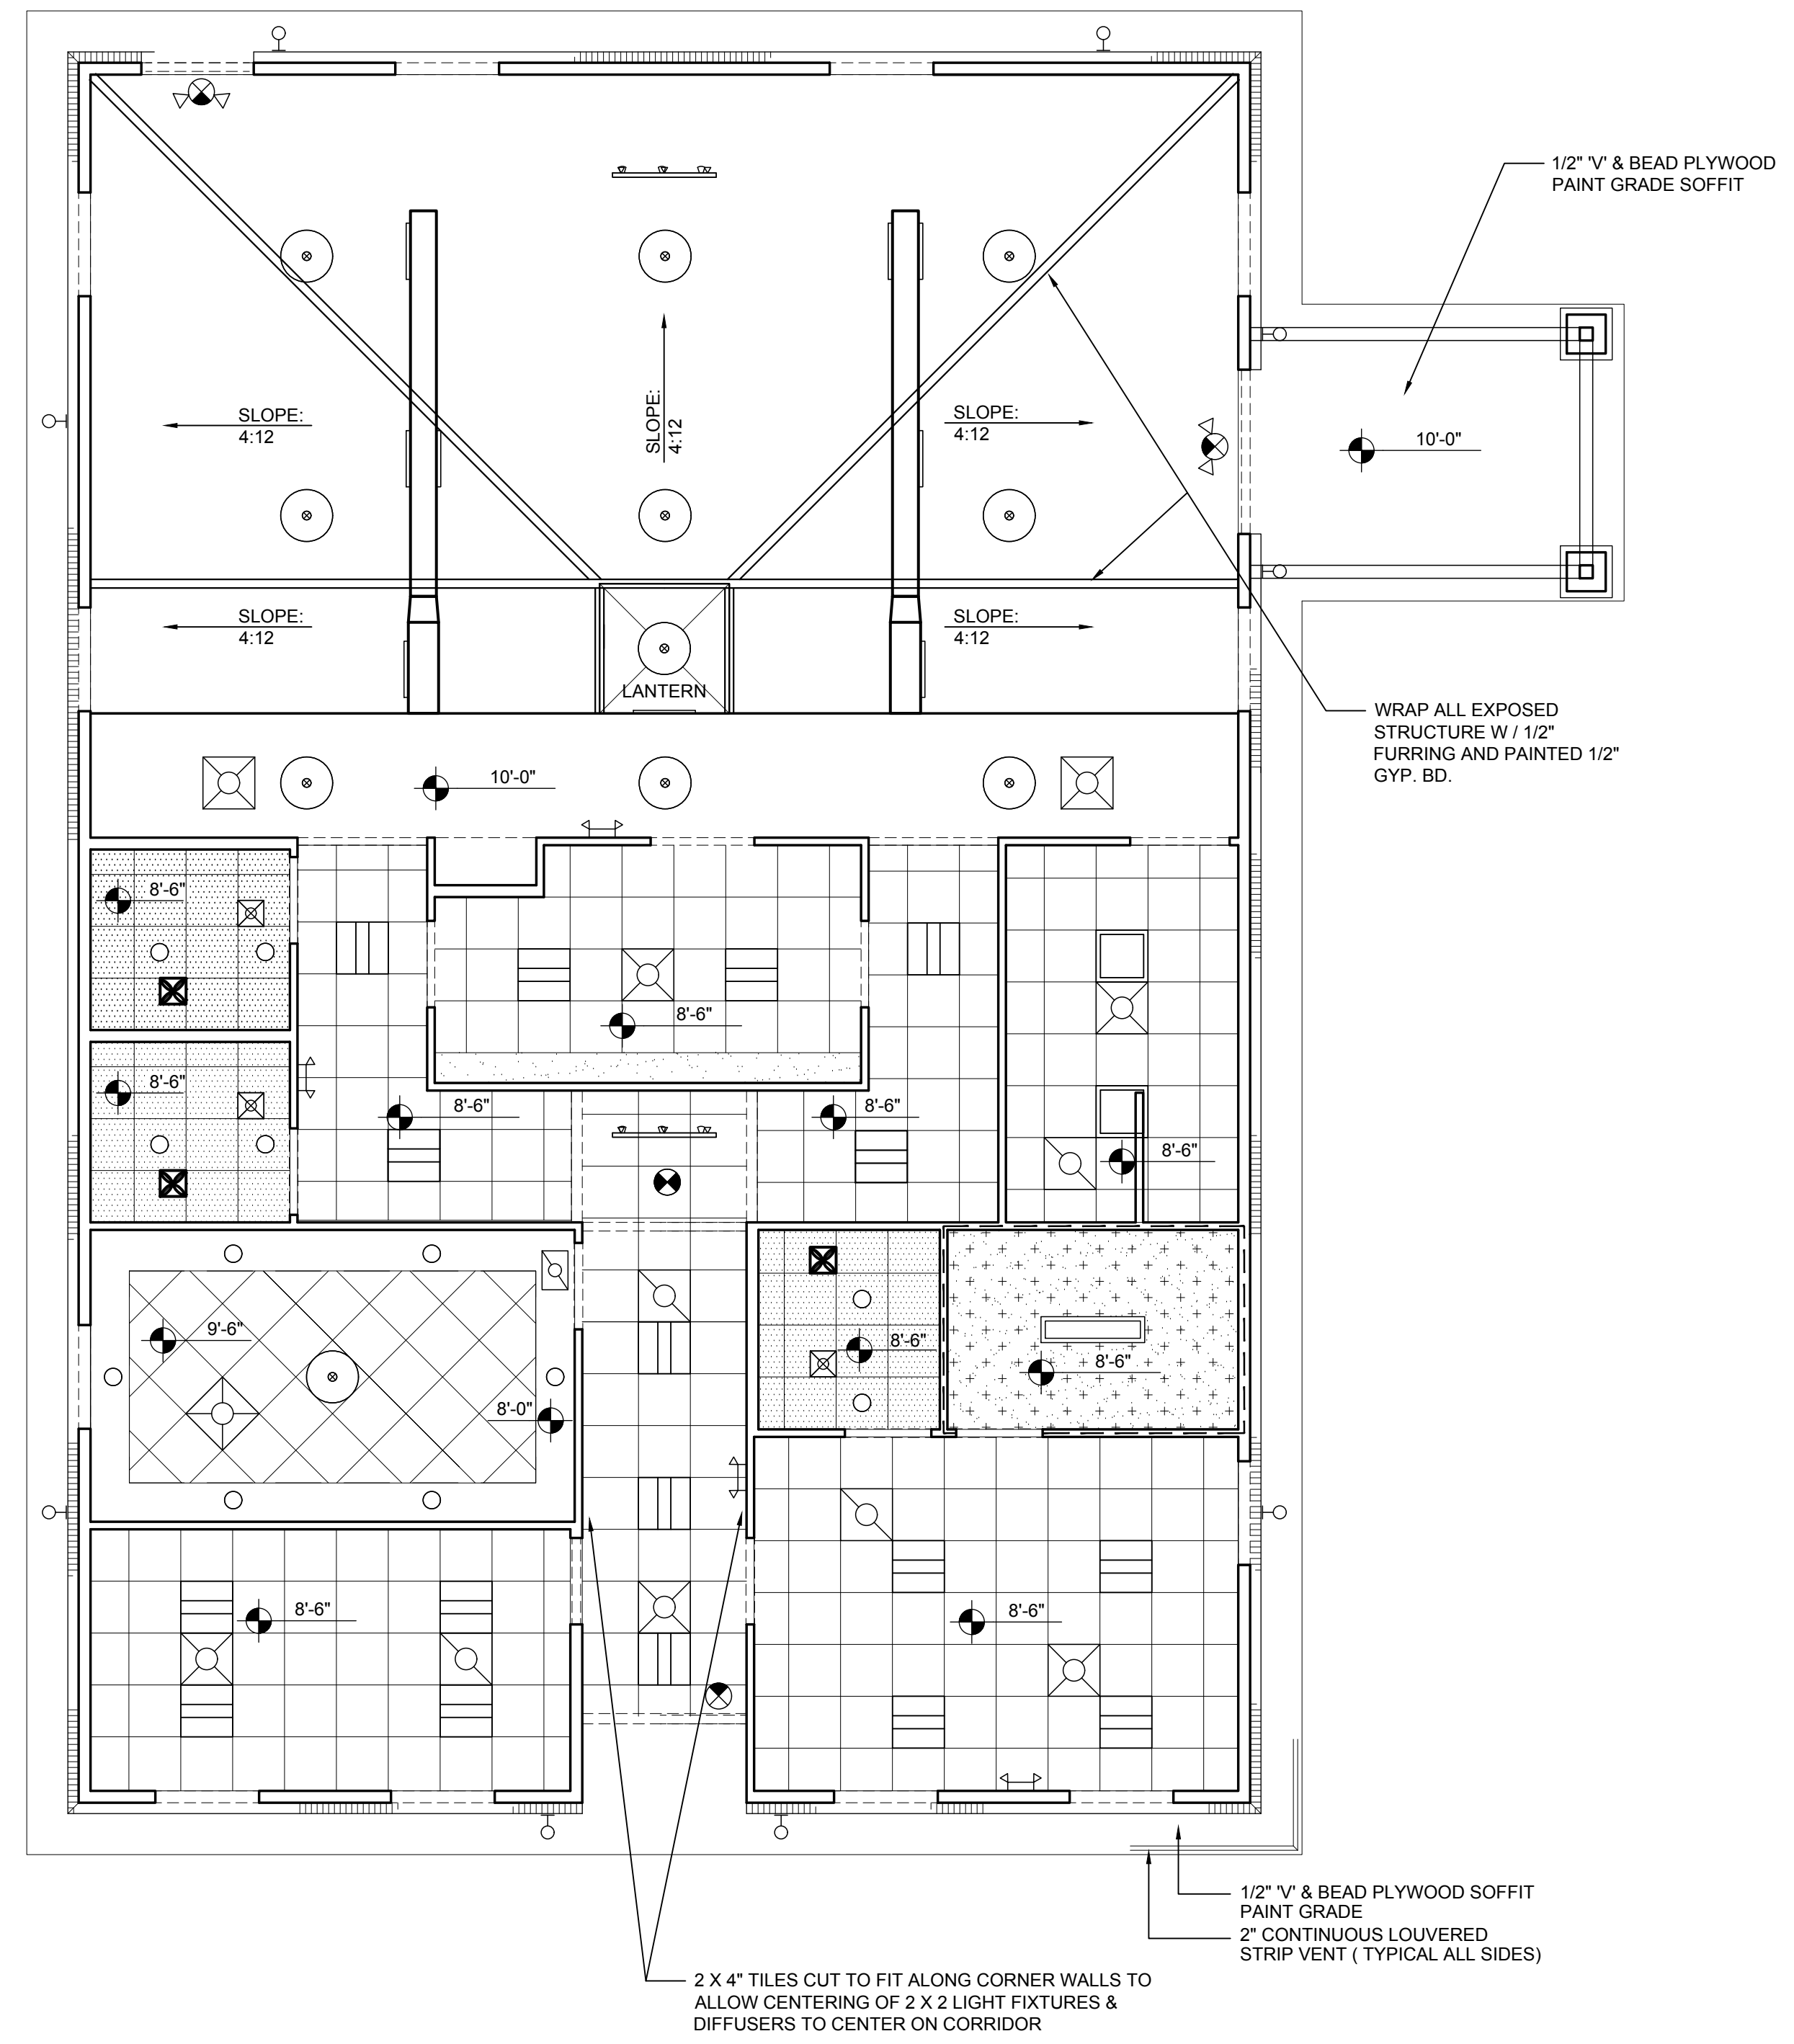 1/2" 'V' & BEAD PLYWOOD
PAINT GRADE SOFFIT
SLOPE:
4:12
SLOPE:
4:12
SLOPE:
4:12
10'-0"
SLOPE:
4:12
SLOPE:
4:12
LANTERN
WRAP ALL EXPOSED
STRUCTURE W / 1/2"
FURRING AND PAINTED 1/2"
GYP. BD.
10'-0"
8'-6"
8'-6"
8'-6"
8'-6"
8'-6"
8'-6"
9'-6"
8'-6"
8'-6"
8'-0"
8'-6"
8'-6"
1/2" 'V' & BEAD PLYWOOD SOFFIT
PAINT GRADE
2" CONTINUOUS LOUVERED
STRIP VENT ( TYPICAL ALL SIDES)
2 X 4" TILES CUT TO FIT ALONG CORNER WALLS TO
ALLOW CENTERING OF 2 X 2 LIGHT FIXTURES &
DIFFUSERS TO CENTER ON CORRIDOR